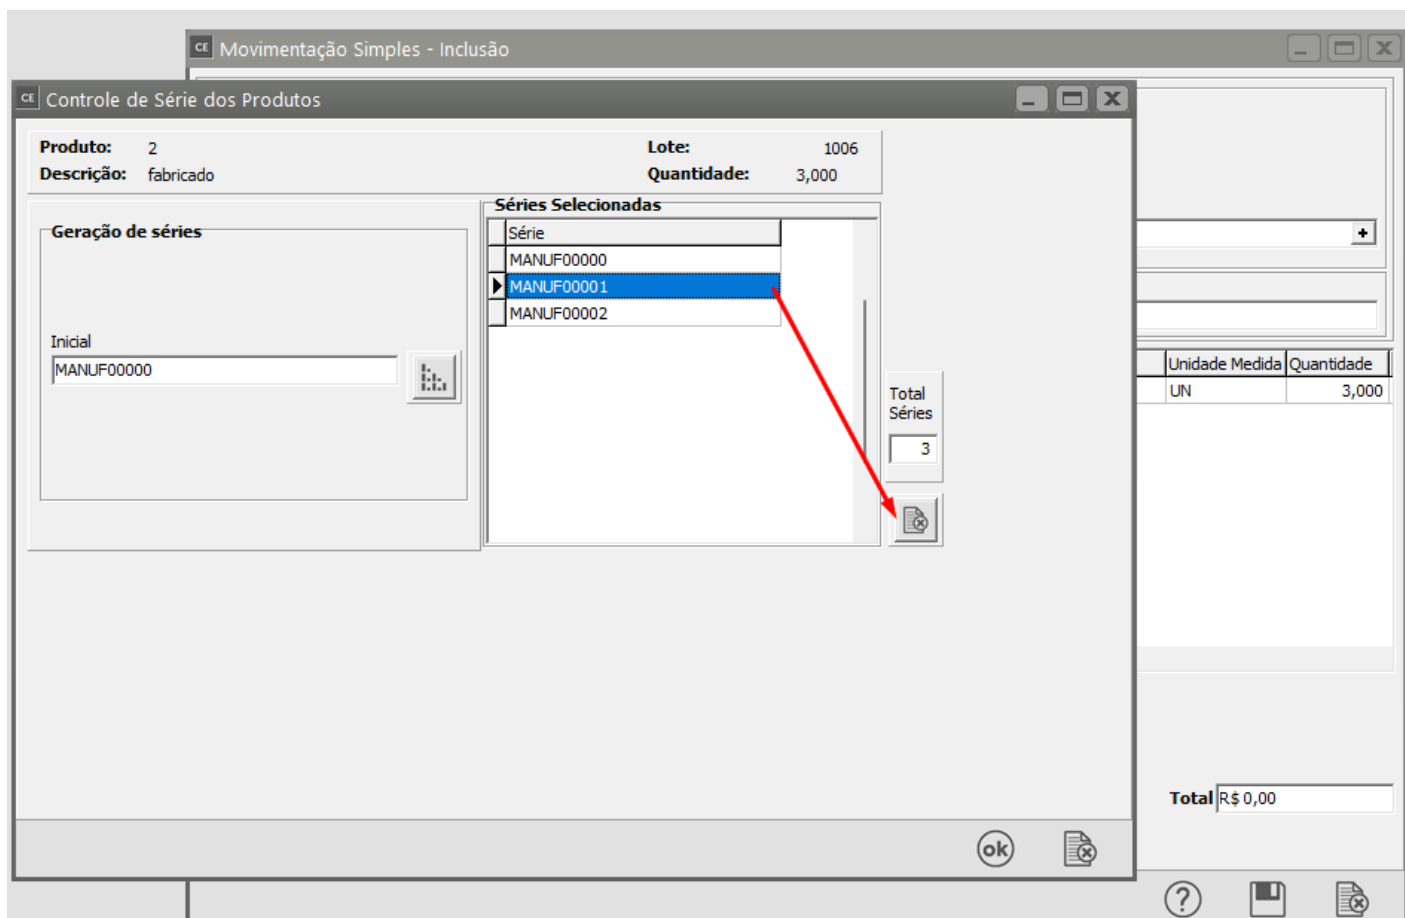 CE Movimentação Simples - Inclusão
CE Controle de Série dos Produtos
Produto: 2
Lote: 1006
Descrição: fabricado
Quantidade: 3,000
Geração de séries
Inicial
MANUF00000
Séries Selecionadas
Série
MANUF00000
MANUF00001
MANUF00002
Total
Séries
3
ok
+
Unidade Medida Quantidade
UN 3,000
Total R$ 0,00
?